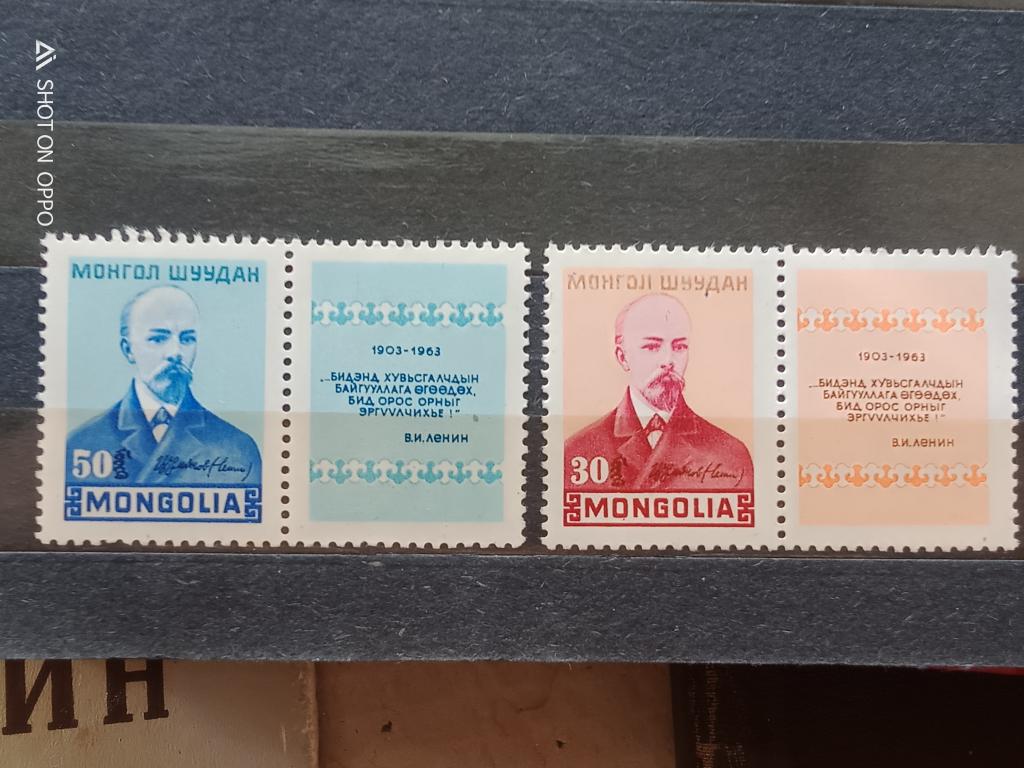 SHOT ON OPPO
МОНГОЛ ШУУДАН
50
MONGOLIA
1903-1963
„..БИДЭНД ХУВЬСГАЛЧДЫН
БАЙГУУЛЛАГА ӨГӨӨДӨХ,
БИД ОРОС ОРНЫГ
ЭРГҮҮЛЧИХЬЕ !"
В.И.ЛЕНИН
МОНГОЛ ШУУДАН
30
MONGOLIA
1903-1963
„..БИДЭНД ХУВЬСГАЛЧДЫН
БАЙГУУЛЛАГА ӨГӨӨДӨХ,
БИД ОРОС ОРНЫГ
ЭРГҮҮЛЧИХЬЕ !"
В.И.ЛЕНИН
ИН